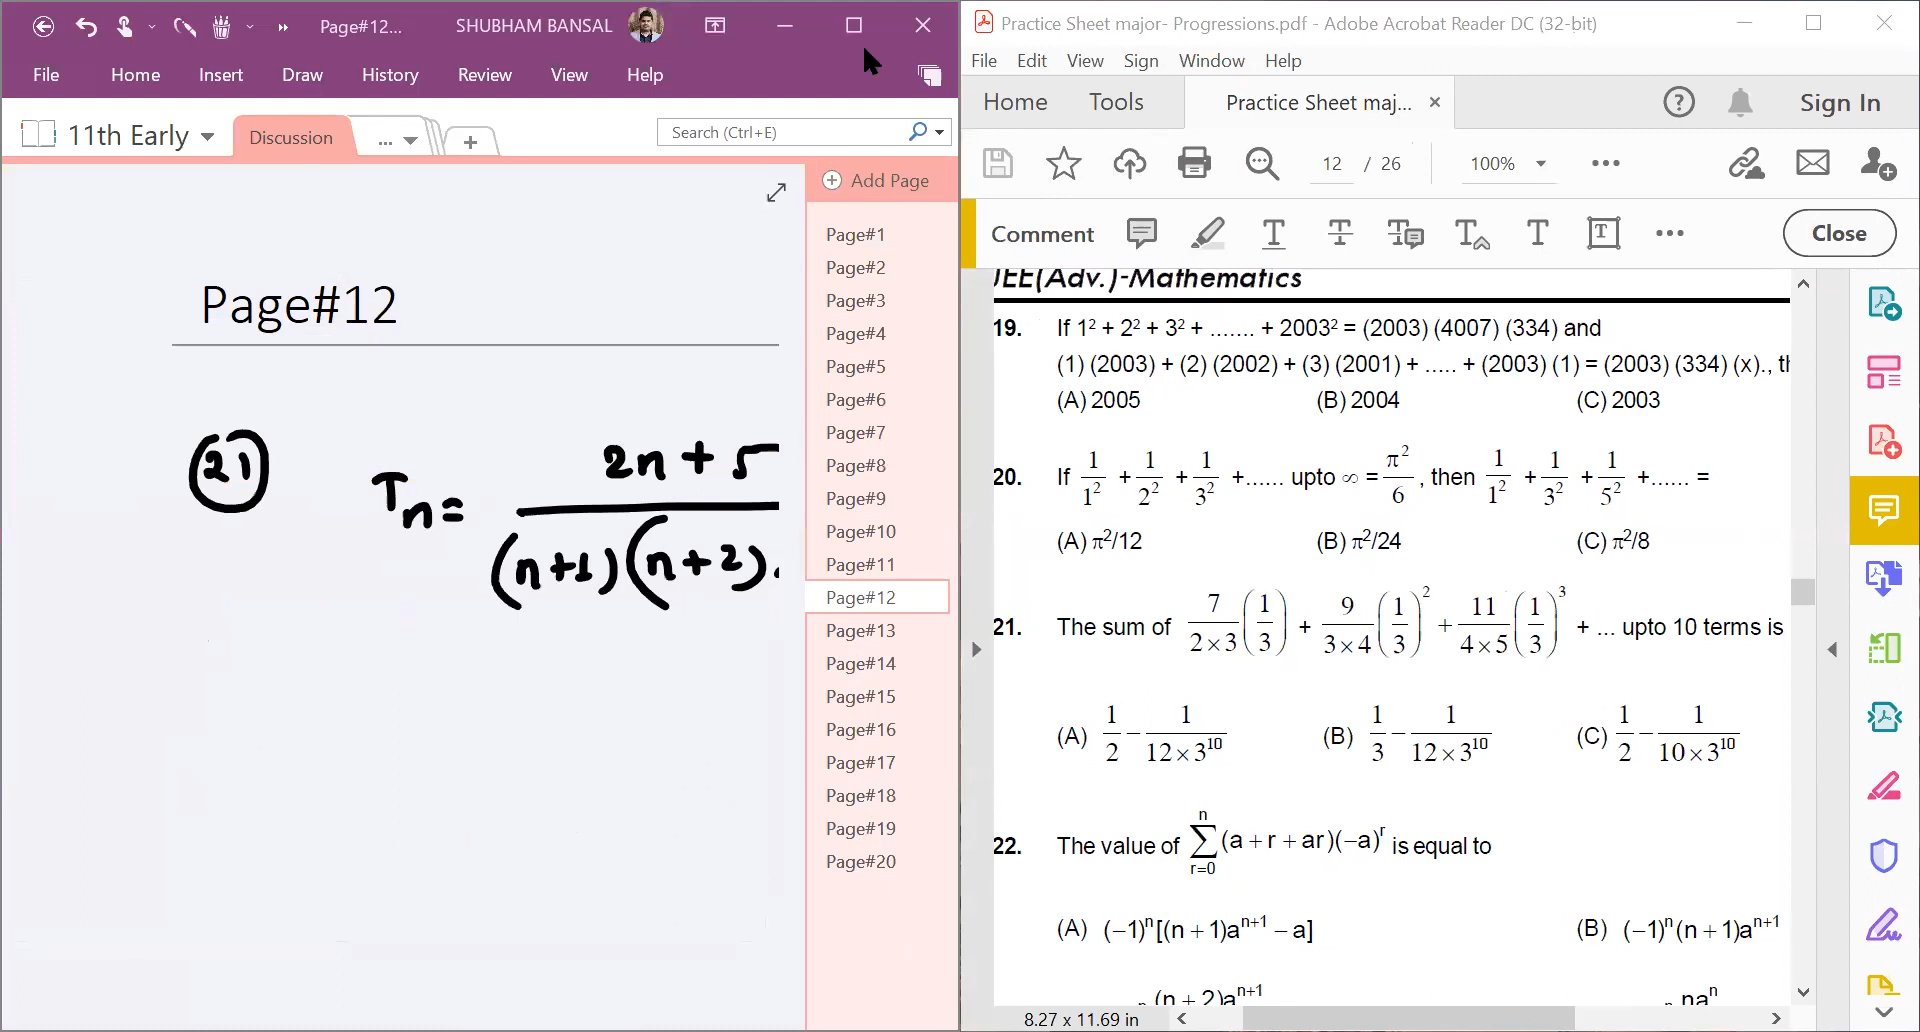 Page#12...
SHUBHAM BANSAL
File Home Insert Draw History Review View Help
11th Early
Discussion
...
Search (Ctrl+E)
Add Page
Page#1
Page#2
Page#3
Page#4
Page#5
Page#6
Page#7
Page#8
Page#9
Page#10
Page#11
Page#12
Page#13
Page#14
Page#15
Page#16
Page#17
Page#18
Page#19
Page#20
Page#12
21 Tn = (2n + 5)/((n+1)(n+2).
Practice Sheet major- Progressions.pdf - Adobe Acrobat Reader DC (32-bit)
File Edit View Sign Window Help
Home Tools Practice Sheet maj... × Sign In
12 / 26 100%
Comment Close
JEE(Adv.)-Mathematics
19. If 1² + 2² + 3² + ....... + 2003² = (2003) (4007) (334) and
(1) (2003) + (2) (2002) + (3) (2001) + ..... + (2003) (1) = (2003) (334) (x)., th
(A) 2005 (B) 2004 (C) 2003
20. If 1/1² + 1/2² + 1/3² + ...... upto ∞ = π²/6, then 1/1² + 1/3² + 1/5² + ...... =
(A) π²/12 (B) π²/24 (C) π²/8
21. The sum of 7/(2×3) (1/3) + 9/(3×4) (1/3)² + 11/(4×5) (1/3)³ + ... upto 10 terms is
(A) 1/2 − 1/(12×3¹⁰) (B) 1/3 − 1/(12×3¹⁰) (C) 1/2 − 1/(10×3¹⁰)
22. The value of ∑_{r=0}^{n} (a + r + ar)(−a)^r is equal to
(A) (−1)^n[(n + 1)a^{n+1} − a] (B) (−1)^n (n + 1)a^{n+1}
n (n + 2)a^{n+1} n na^n
8.27 x 11.69 in